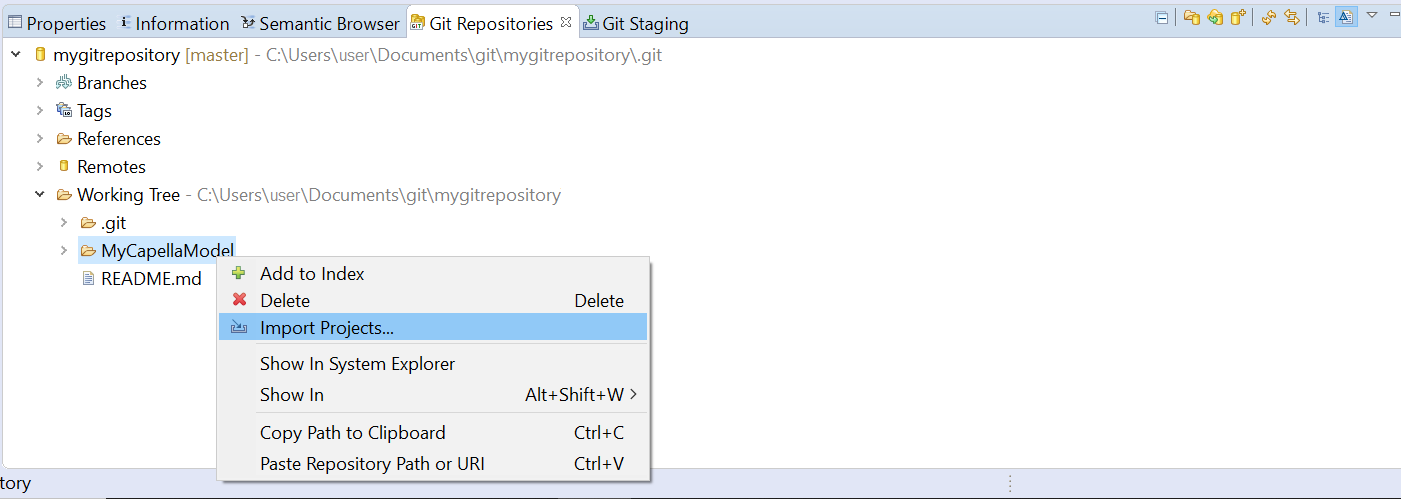 Properties Information Semantic Browser Git Repositories Git Staging
mygitrepository [master] - C:\Users\user\Documents\git\mygitrepository\.git
Branches
Tags
References
Remotes
Working Tree - C:\Users\user\Documents\git\mygitrepository
.git
MyCapellaModel
README.md
Add to Index
Delete Delete
Import Projects...
Show In System Explorer
Show In Alt+Shift+W
Copy Path to Clipboard Ctrl+C
Paste Repository Path or URI Ctrl+V
tory